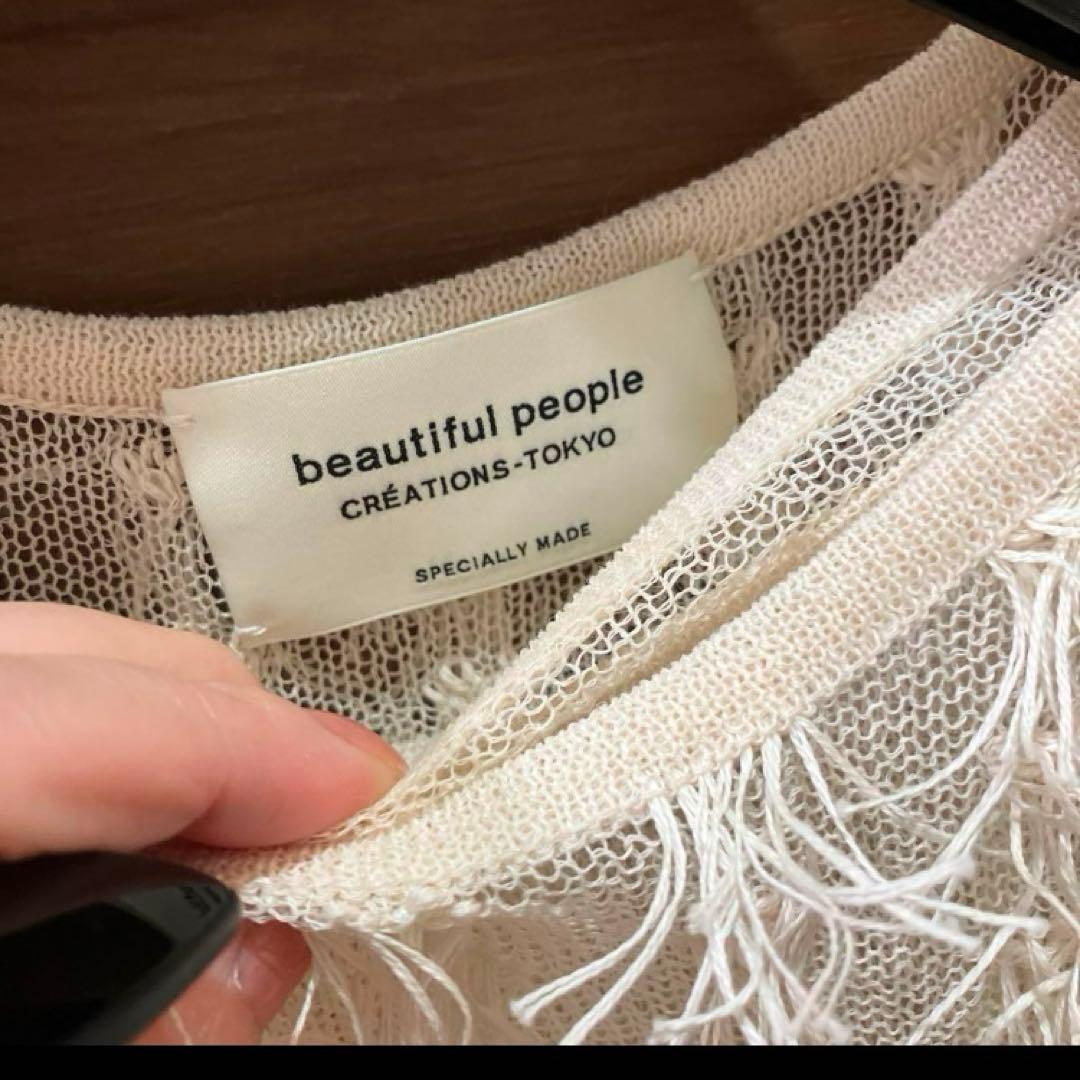 beautiful people
CRÉATIONS-TOKYO
SPECIALLY MADE